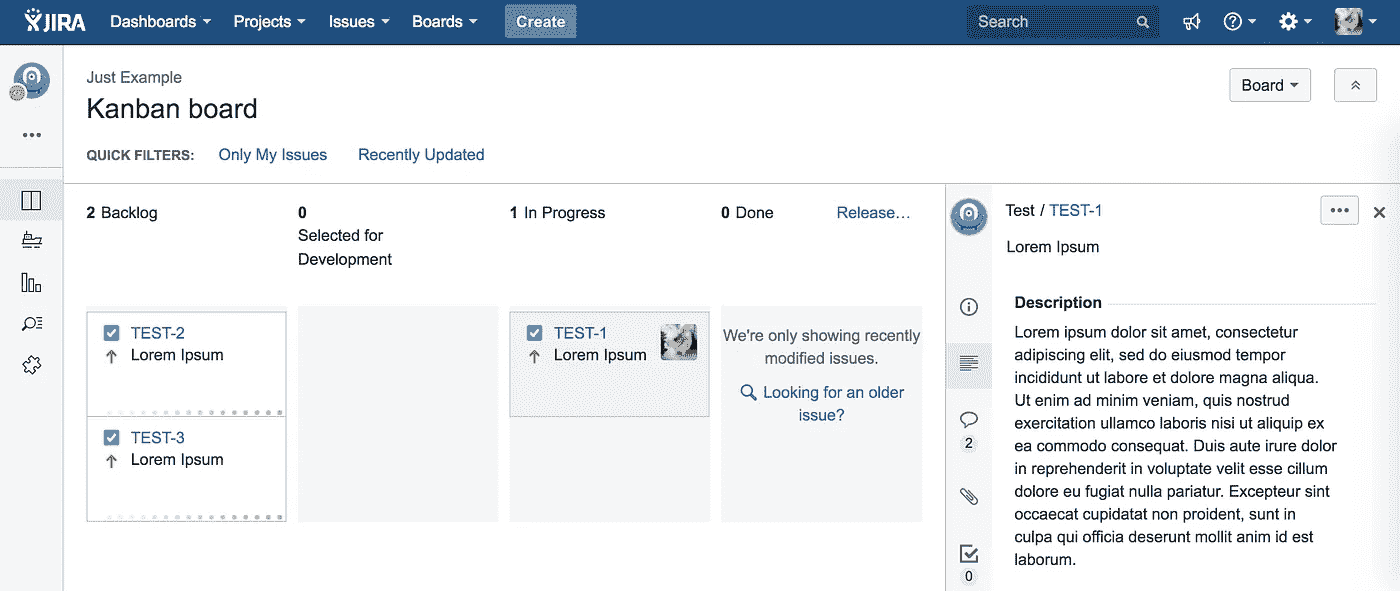 JIRA Dashboards Projects Issues Boards Create Search
Just Example
Kanban board
Board
QUICK FILTERS: Only My Issues Recently Updated
2 Backlog
0
Selected for
Development
1 In Progress
0 Done
Release…
TEST-2
Lorem Ipsum
TEST-3
Lorem Ipsum
TEST-1
Lorem Ipsum
We're only showing recently
modified issues.
Looking for an older
issue?
Test / TEST-1
Lorem Ipsum
2
0
Description
Lorem ipsum dolor sit amet, consectetur
adipiscing elit, sed do eiusmod tempor
incididunt ut labore et dolore magna aliqua.
Ut enim ad minim veniam, quis nostrud
exercitation ullamco laboris nisi ut aliquip ex
ea commodo consequat. Duis aute irure dolor
in reprehenderit in voluptate velit esse cillum
dolore eu fugiat nulla pariatur. Excepteur sint
occaecat cupidatat non proident, sunt in
culpa qui officia deserunt mollit anim id est
laborum.